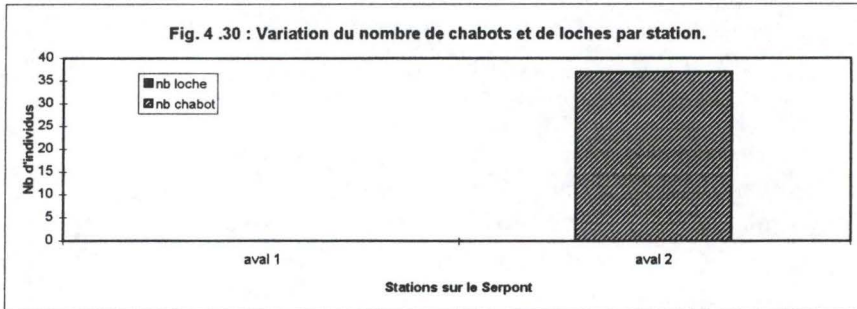 Fig. 4 .30 : Variation du nombre de chabots et de loches par station.
40
35
30
25
20
15
10
5
0
Nb d'individus
nb loche
nb chabot
aval 1
aval 2
Stations sur le Serpont